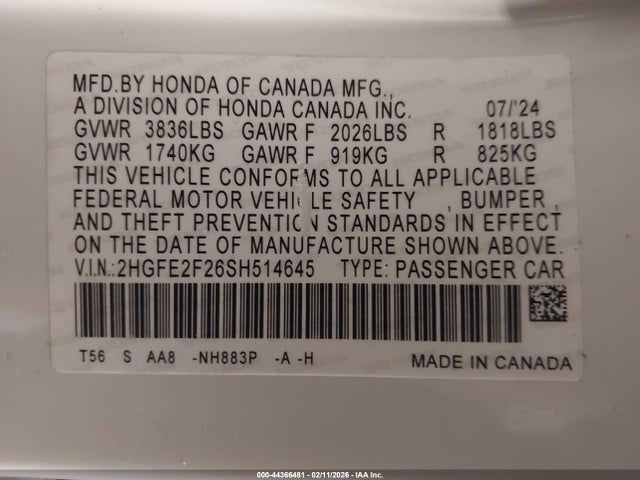 MFD.BY HONDA OF CANADA MFG.,
A DIVISION OF HONDA CANADA INC. 07/'24
GVWR 3836LBS GAWR F 2026LBS R 1818LBS
GVWR 1740KG GAWR F 919KG R 825KG
THIS VEHICLE CONFORMS TO ALL APPLICABLE
FEDERAL MOTOR VEHICLE SAFETY , BUMPER,
AND THEFT PREVENTION STANDARDS IN EFFECT
ON THE DATE OF MANUFACTURE SHOWN ABOVE.
V.I.N.:2HGFE2F26SH514645 TYPE: PASSENGER CAR
T56 S AA8 -NH883P -A -H MADE IN CANADA
000-44366481 - 02/11/2026 - IAA Inc.